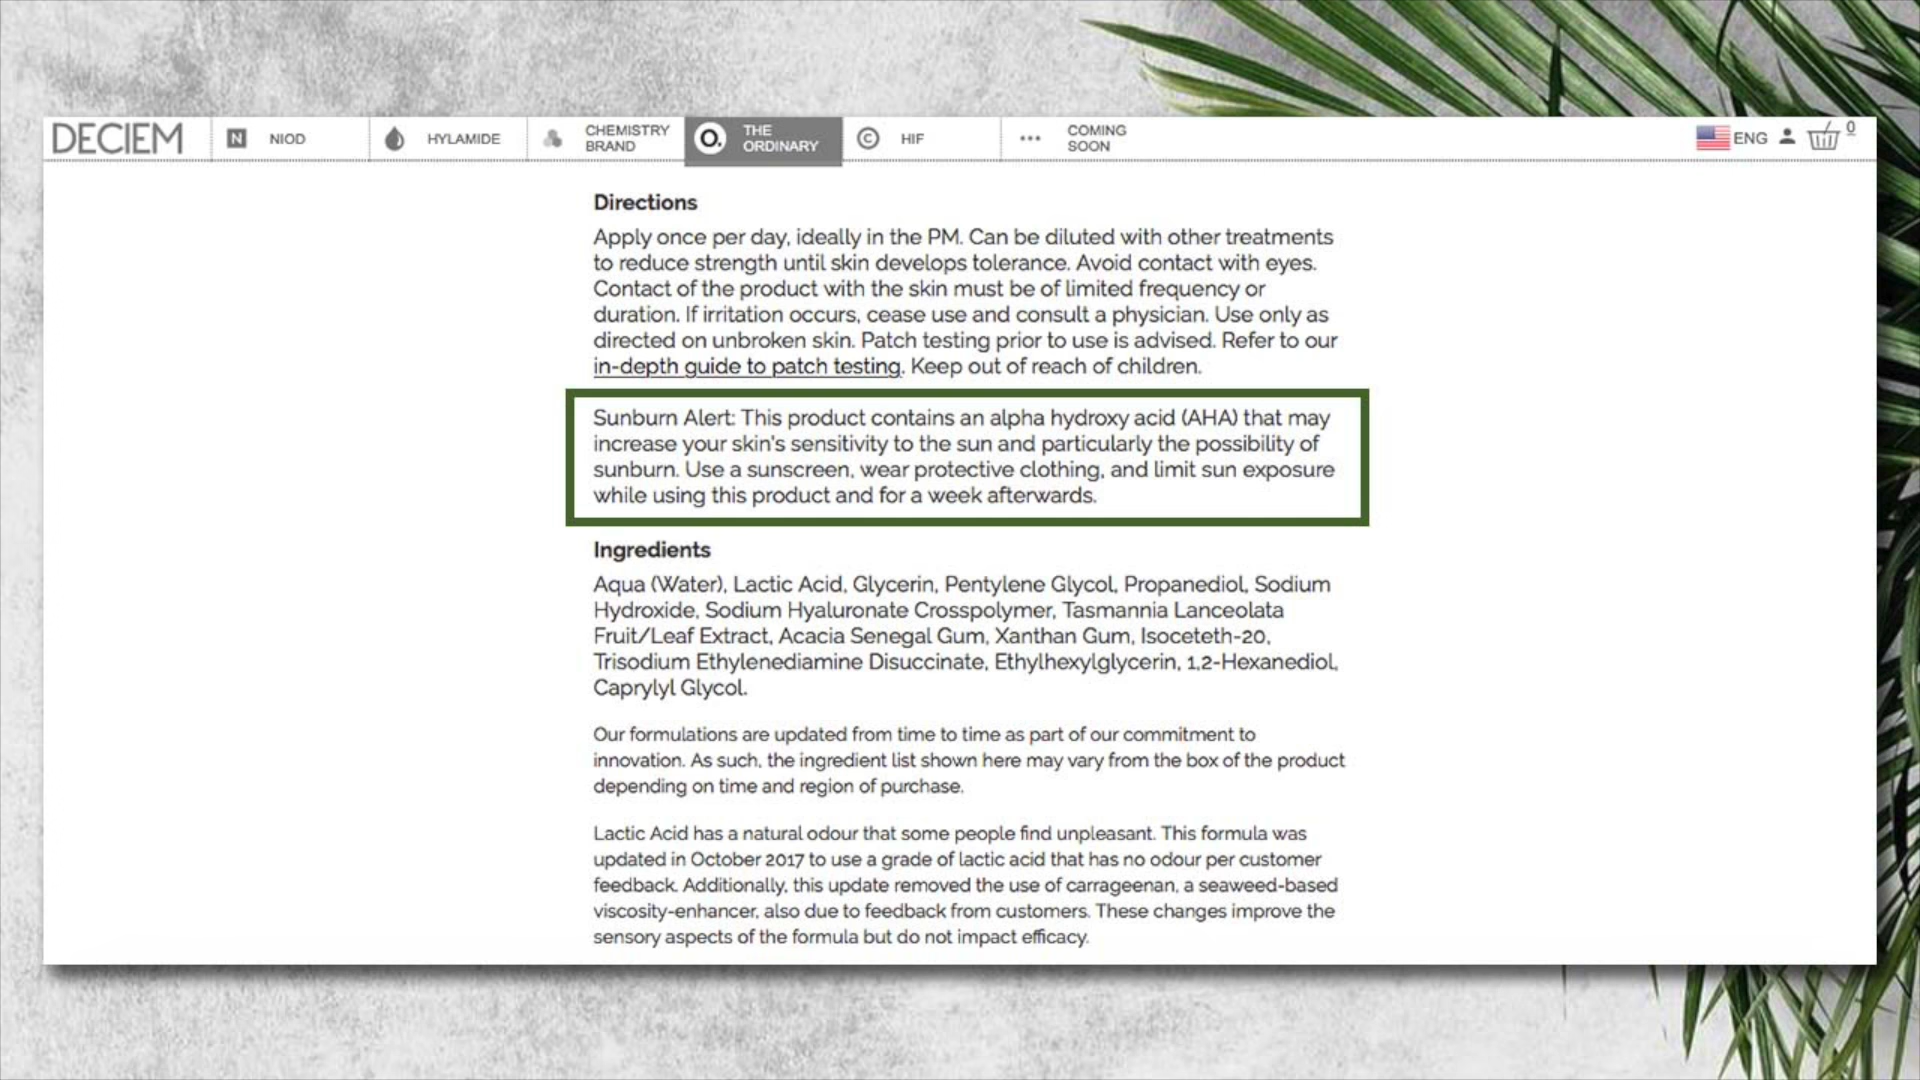 DECIEM
N NIOD
HYLAMIDE
CHEMISTRY
BRAND
O. THE
ORDINARY
C HIF
COMING
SOON
ENG
0
Directions
Apply once per day, ideally in the PM. Can be diluted with other treatments
to reduce strength until skin develops tolerance. Avoid contact with eyes.
Contact of the product with the skin must be of limited frequency or
duration. If irritation occurs, cease use and consult a physician. Use only as
directed on unbroken skin. Patch testing prior to use is advised. Refer to our
in-depth guide to patch testing. Keep out of reach of children.
Sunburn Alert: This product contains an alpha hydroxy acid (AHA) that may
increase your skin's sensitivity to the sun and particularly the possibility of
sunburn. Use a sunscreen, wear protective clothing, and limit sun exposure
while using this product and for a week afterwards.
Ingredients
Aqua (Water), Lactic Acid, Glycerin, Pentylene Glycol, Propanediol, Sodium
Hydroxide, Sodium Hyaluronate Crosspolymer, Tasmannia Lanceolata
Fruit/Leaf Extract, Acacia Senegal Gum, Xanthan Gum, Isoceteth-20,
Trisodium Ethylenediamine Disuccinate, Ethylhexylglycerin, 1,2-Hexanediol,
Caprylyl Glycol.
Our formulations are updated from time to time as part of our commitment to
innovation. As such, the ingredient list shown here may vary from the box of the product
depending on time and region of purchase.
Lactic Acid has a natural odour that some people find unpleasant. This formula was
updated in October 2017 to use a grade of lactic acid that has no odour per customer
feedback. Additionally, this update removed the use of carrageenan, a seaweed-based
viscosity-enhancer, also due to feedback from customers. These changes improve the
sensory aspects of the formula but do not impact efficacy.